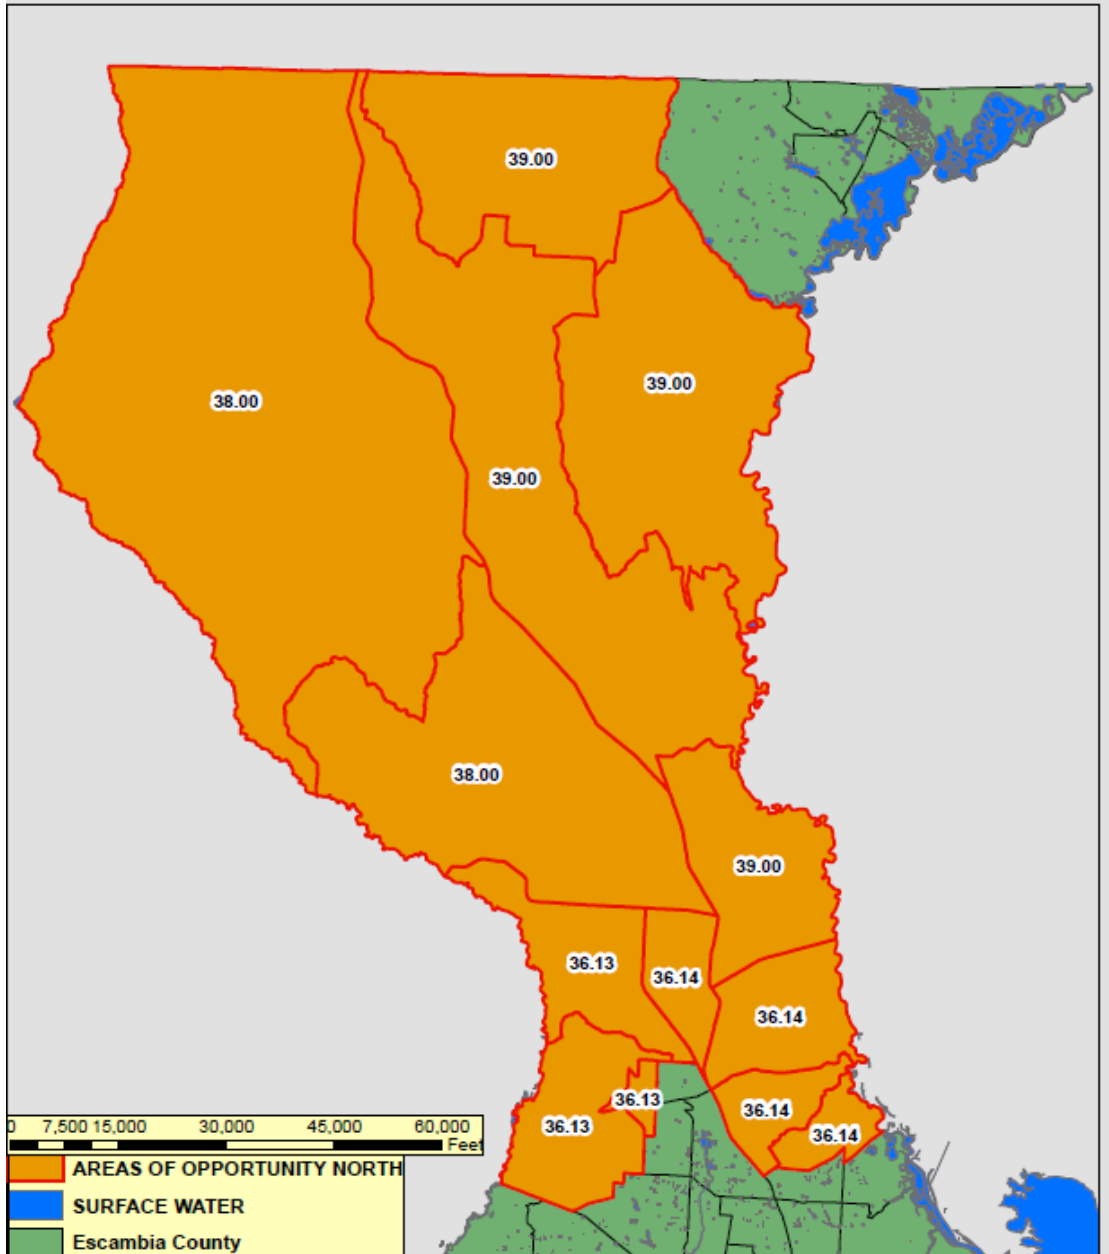 39.00
38.00
39.00
39.00
38.00
39.00
36.13
36.14
36.14
36.13
36.14
36.13
36.14
0 7,500 15,000 30,000 45,000 60,000
Feet
AREAS OF OPPORTUNITY NORTH
SURFACE WATER
Escambia County